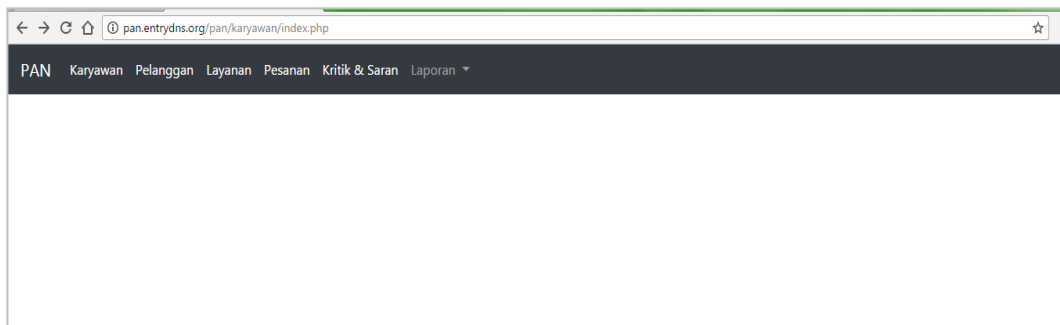 pan.entrydns.org/pan/karyawan/index.php
PAN Karyawan Pelanggan Layanan Pesanan Kritik & Saran Laporan